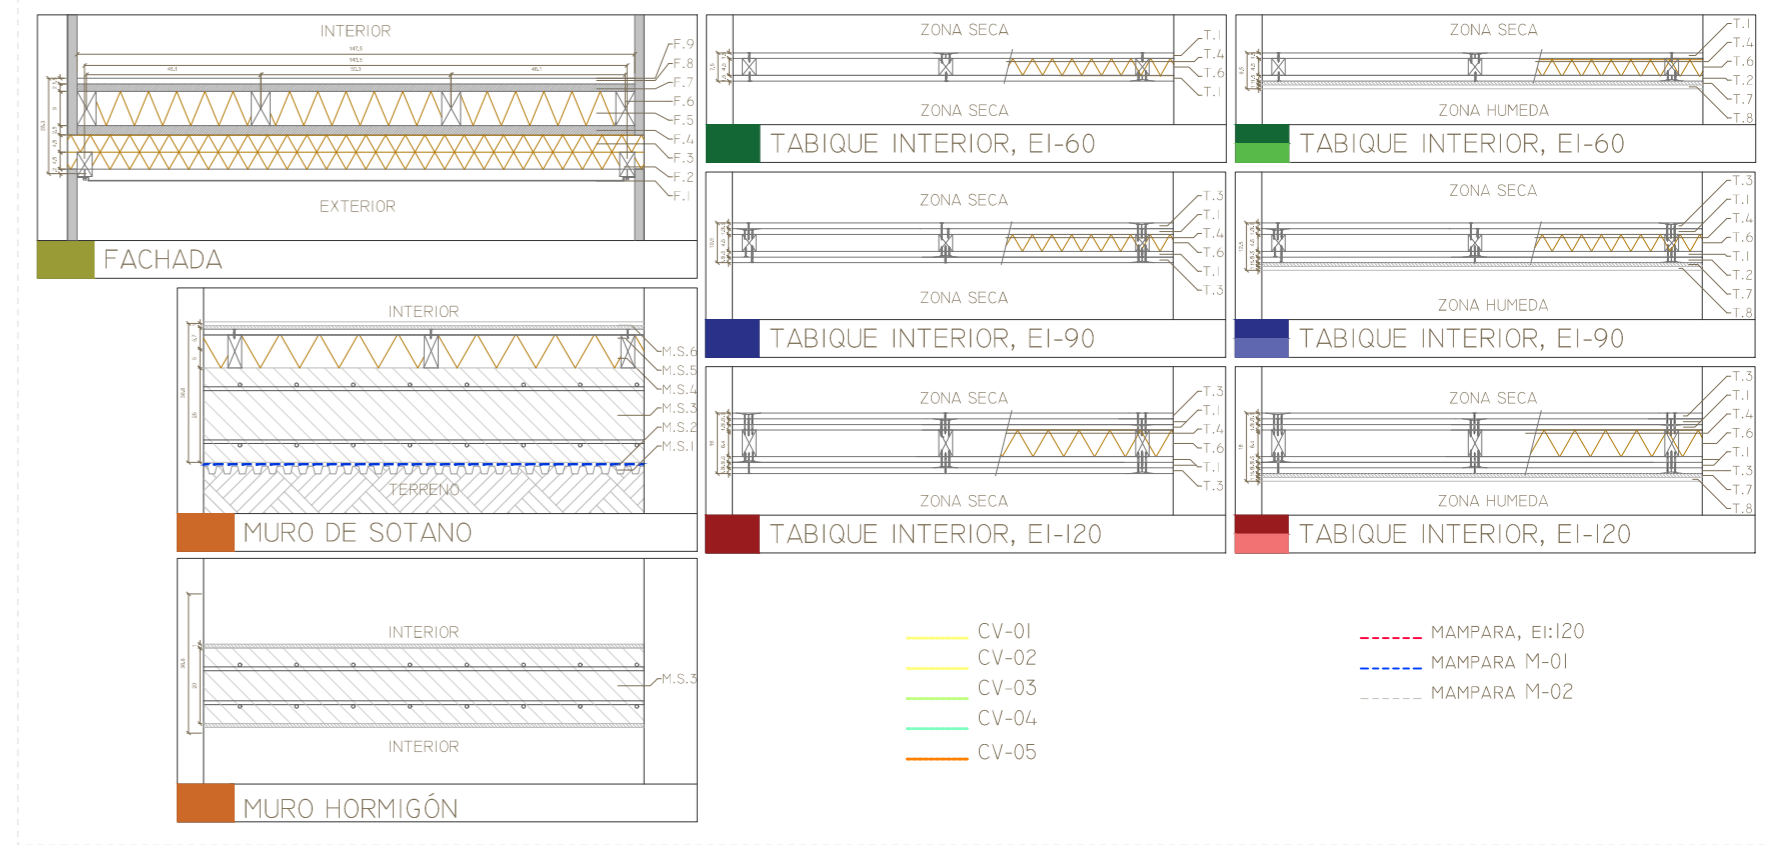 INTERIOR
F.9
F.8
F.7
F.6
F.5
F.4
F.3
F.2
F.1
EXTERIOR
FACHADA
INTERIOR
M.S.6
M.S.5
M.S.4
M.S.3
M.S.2
M.S.1
TERRENO
MURO DE SOTANO
INTERIOR
M.S.3
INTERIOR
MURO HORMIGÓN
ZONA SECA
T.1
T.4
T.6
T.1
ZONA SECA
TABIQUE INTERIOR, EI-60
ZONA SECA
T.1
T.4
T.6
T.2
T.7
T.8
ZONA HUMEDA
TABIQUE INTERIOR, EI-60
ZONA SECA
T.3
T.1
T.4
T.6
T.1
T.3
ZONA SECA
TABIQUE INTERIOR, EI-90
ZONA SECA
T.3
T.1
T.4
T.6
T.1
T.2
T.7
T.8
ZONA HUMEDA
TABIQUE INTERIOR, EI-90
ZONA SECA
T.3
T.1
T.4
T.6
T.1
T.3
ZONA SECA
TABIQUE INTERIOR, EI-120
ZONA SECA
T.3
T.1
T.4
T.6
T.1
T.3
T.7
T.8
ZONA HUMEDA
TABIQUE INTERIOR, EI-120
CV-01
CV-02
CV-03
CV-04
CV-05
MAMPARA, EI:120
MAMPARA M-01
MAMPARA M-02